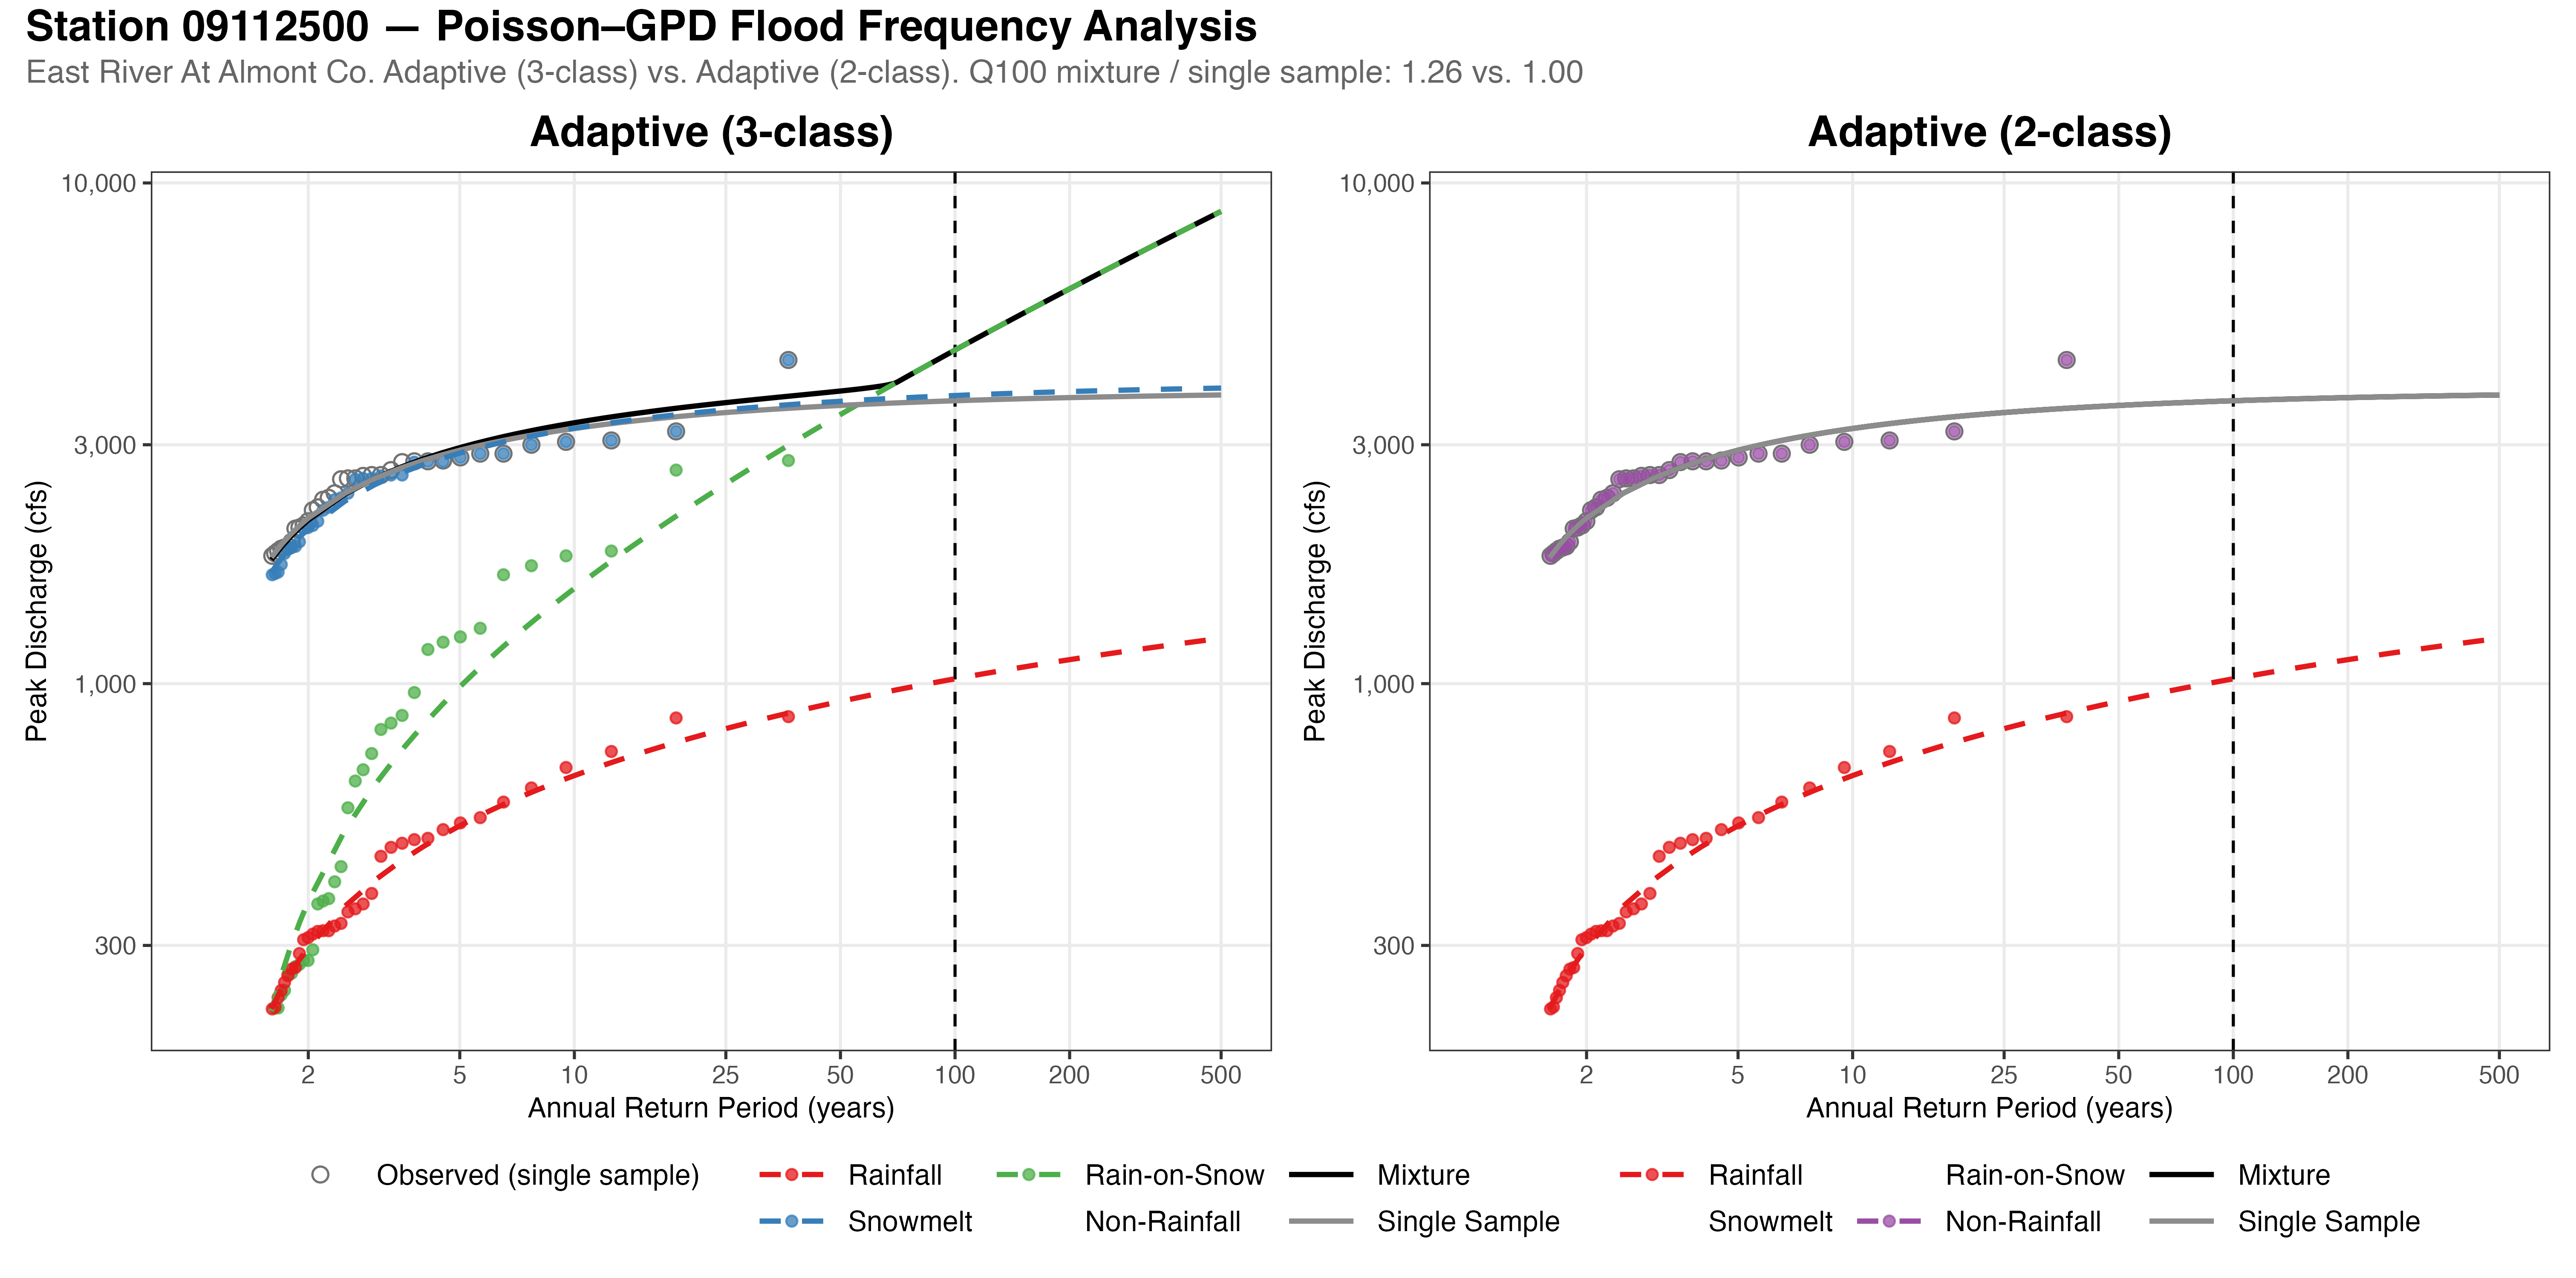 Station 09112500 — Poisson–GPD Flood Frequency Analysis
East River At Almont Co. Adaptive (3-class) vs. Adaptive (2-class). Q100 mixture / single sample: 1.26 vs. 1.00
Adaptive (3-class)
Peak Discharge (cfs)
10,000
3,000
1,000
300
2 5 10 25 50 100 200 500
Annual Return Period (years)
Adaptive (2-class)
Peak Discharge (cfs)
10,000
3,000
1,000
300
2 5 10 25 50 100 200 500
Annual Return Period (years)
Observed (single sample) Rainfall Rain-on-Snow Mixture Rainfall Rain-on-Snow Mixture
Snowmelt Non-Rainfall Single Sample Snowmelt Non-Rainfall Single Sample